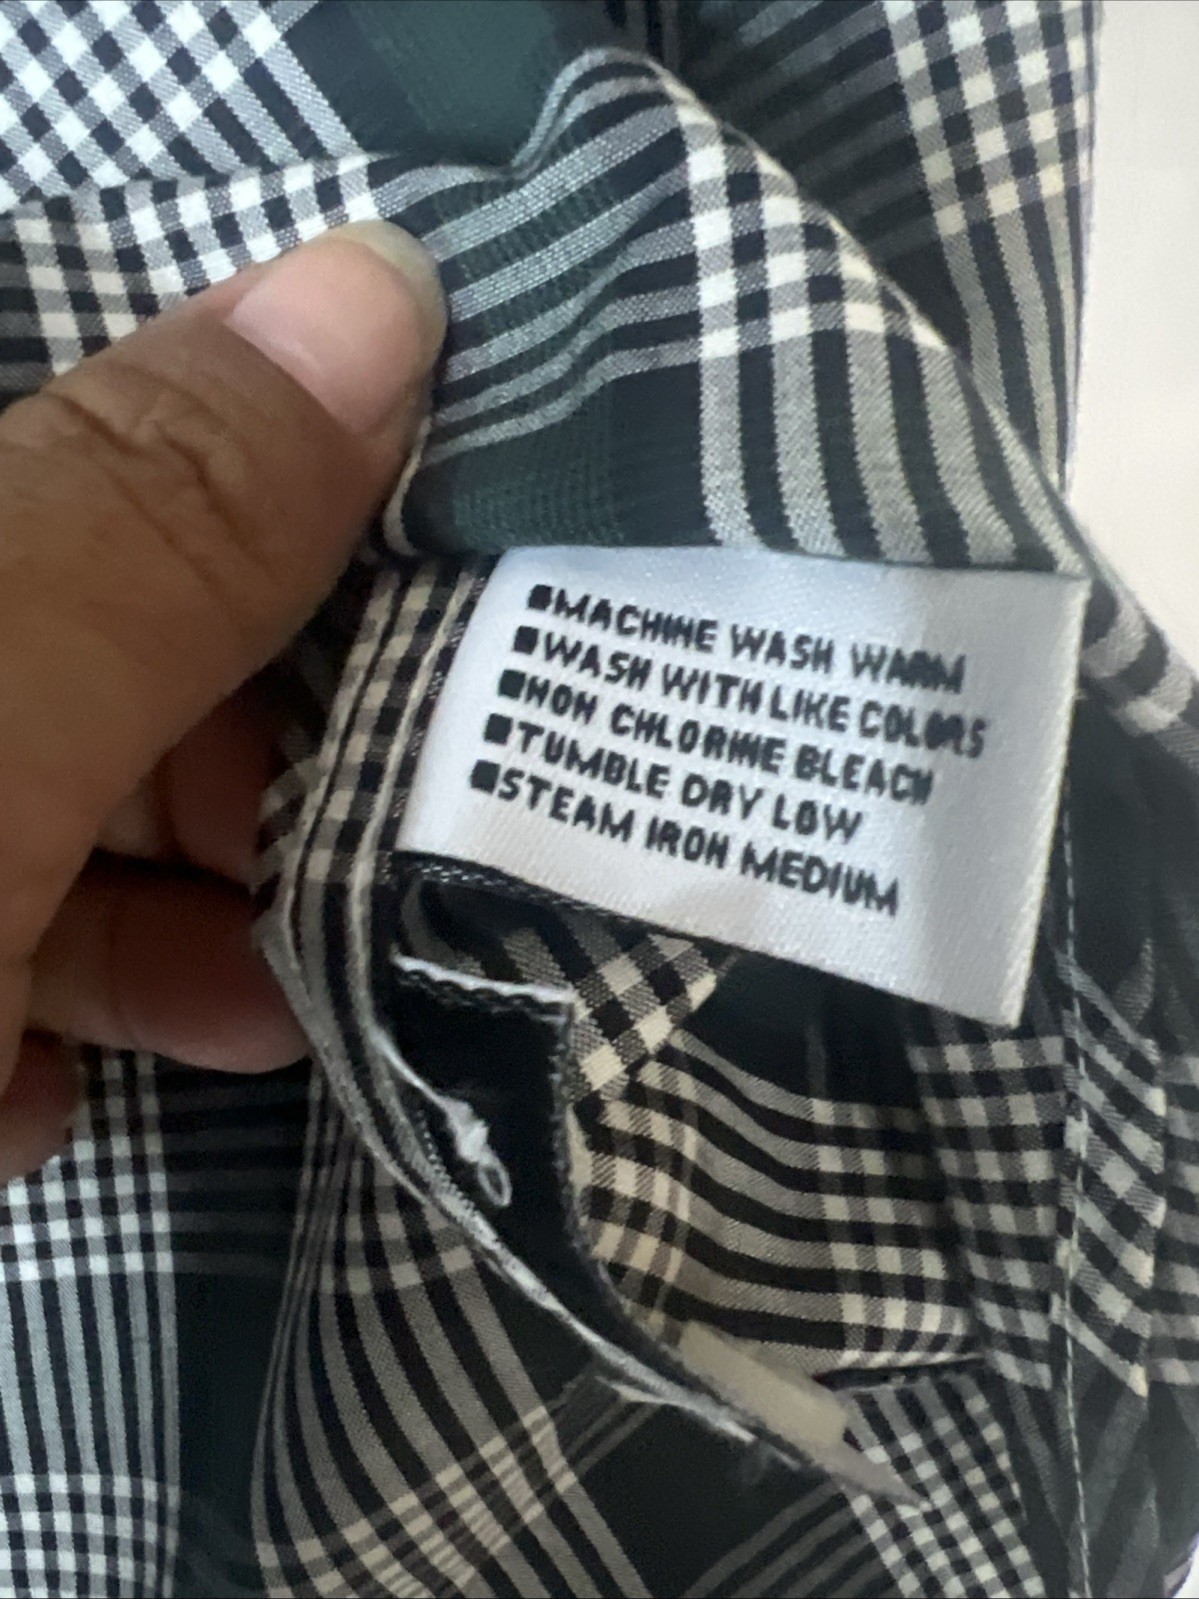 ■MACHINE WASH WARM
■WASH WITH LIKE COLORS
■NON CHLORINE BLEACH
■TUMBLE DRY LOW
■STEAM IRON MEDIUM